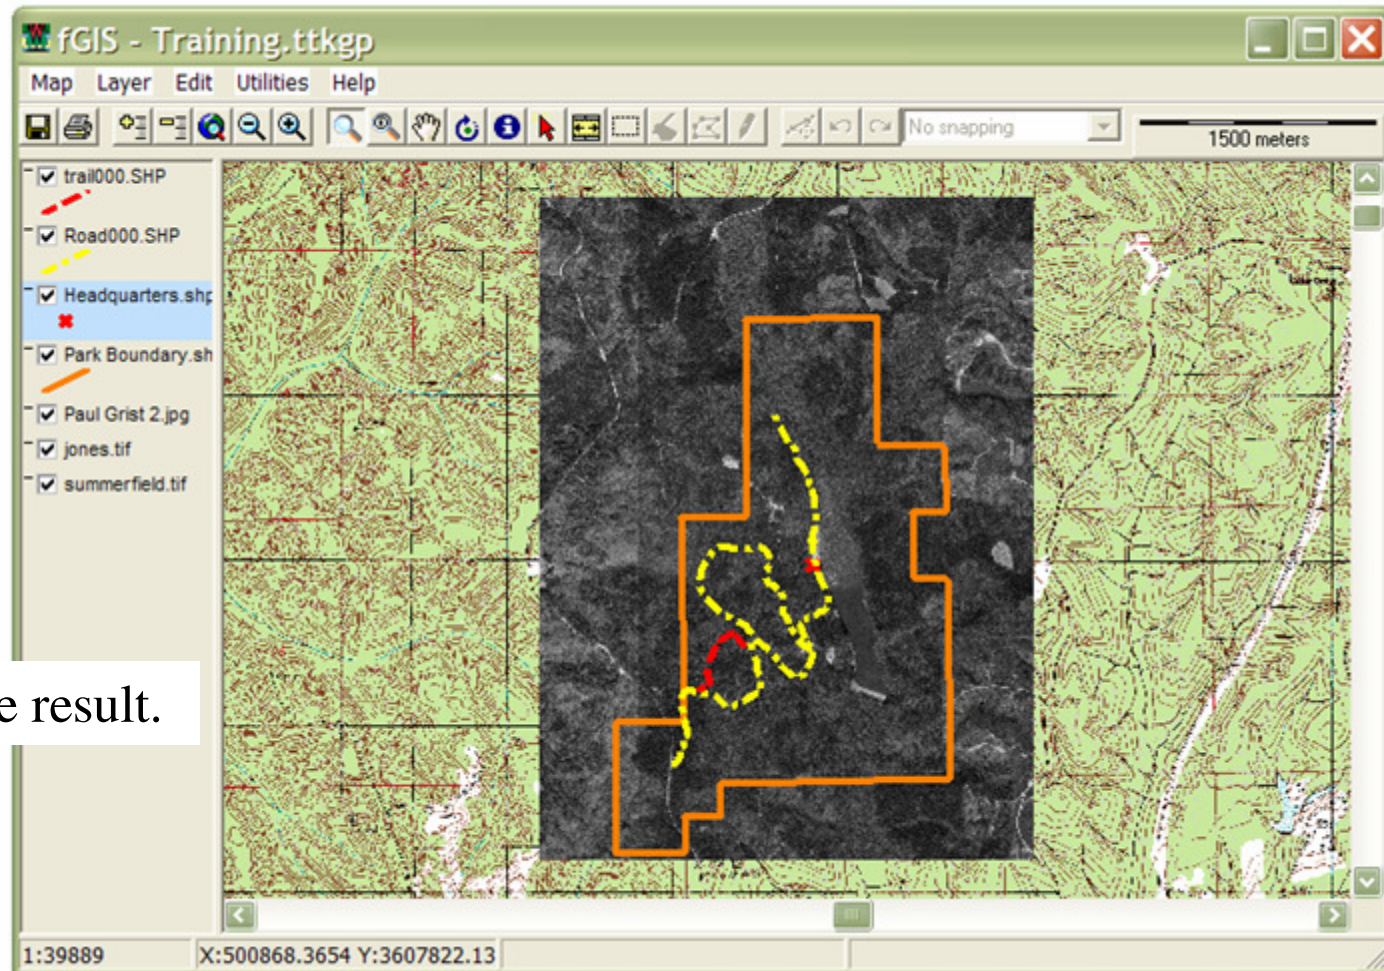 fGIS - Training.ttkgp
Map Layer Edit Utilities Help
No snapping
1500 meters
trail000.SHP
Road000.SHP
Headquarters.shp
Park Boundary.sh
Paul Grist 2.jpg
jones.tif
summerfield.tif
e result.
1:39889 X:500868.3654 Y:3607822.13